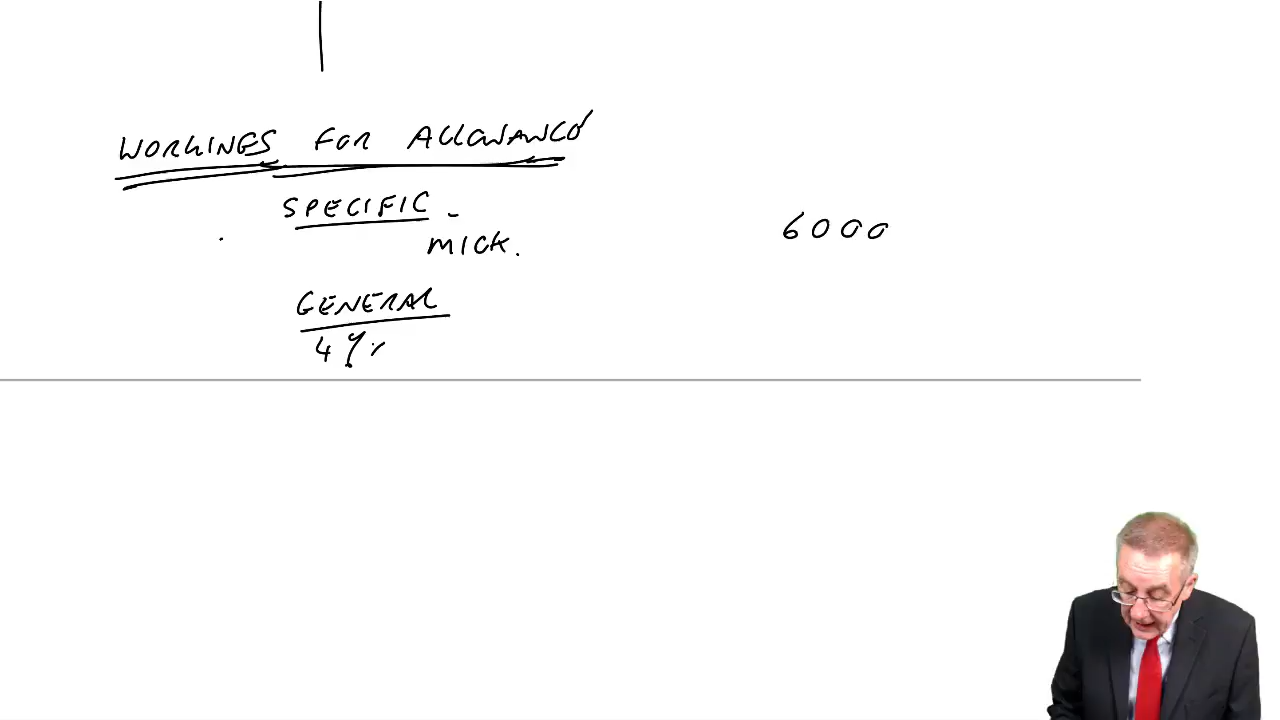 WORKINGS FOR ALLOWANCE
SPECIFIC -
MICK. 6000
GENERAL
4%